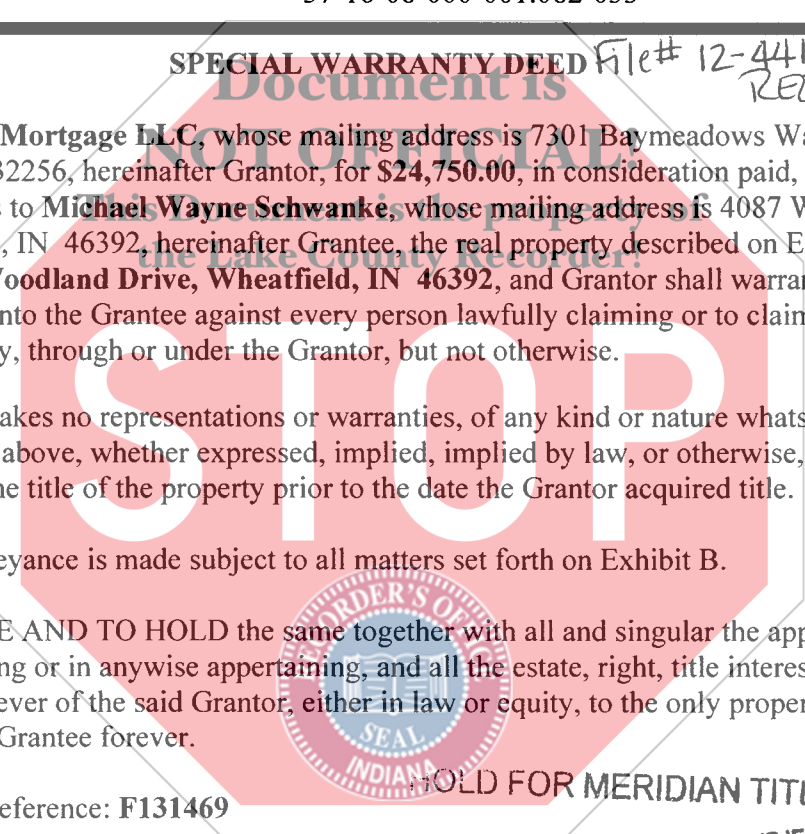 SPECIAL WARRANTY DEED File# 12-441
REC
Document is
NOT OFFICIAL!
This Document is the property of
the Lake County Recorder!
Mortgage LLC, whose mailing address is 7301 Baymeadows Wa
32256, hereinafter Grantor, for $24,750.00, in consideration paid,
s to Michael Wayne Schwanke, whose mailing address is 4087 W
, IN 46392, hereinafter Grantee, the real property described on E
Woodland Drive, Wheatfield, IN 46392, and Grantor shall warran
nto the Grantee against every person lawfully claiming or to claim
y, through or under the Grantor, but not otherwise.
akes no representations or warranties, of any kind or nature whats
above, whether expressed, implied, implied by law, or otherwise,
he title of the property prior to the date the Grantor acquired title.
STOP
eyance is made subject to all matters set forth on Exhibit B.
E AND TO HOLD the same together with all and singular the app
ng or in anywise appertaining, and all the estate, right, title interes
ever of the said Grantor, either in law or equity, to the only proper
Grantee forever.
RECORDER'S OFFICE
SEAL
INDIANA
HOLD FOR MERIDIAN TITL
eference: F131469